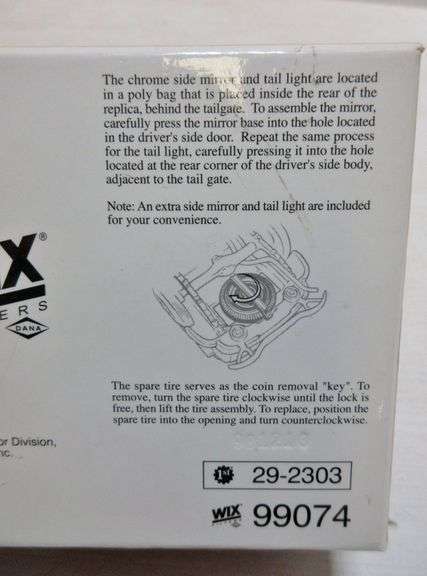 The chrome side mirror and tail light are located
in a poly bag that is placed inside the rear of the
replica, behind the tailgate. To assemble the mirror,
carefully press the mirror base into the hole located
in the driver's side door. Repeat the same process
for the tail light, carefully pressing it into the hole
located at the rear corner of the driver's side body,
adjacent to the tail gate.
Note: An extra side mirror and tail light are included
for your convenience.
X®
ERS
DANA
The spare tire serves as the coin removal "key". To
remove, turn the spare tire clockwise until the lock is
free, then lift the tire assembly. To replace, position the
spare tire into the opening and turn counterclockwise.
or Division,
nc.
1st 29-2303
WIX 99074